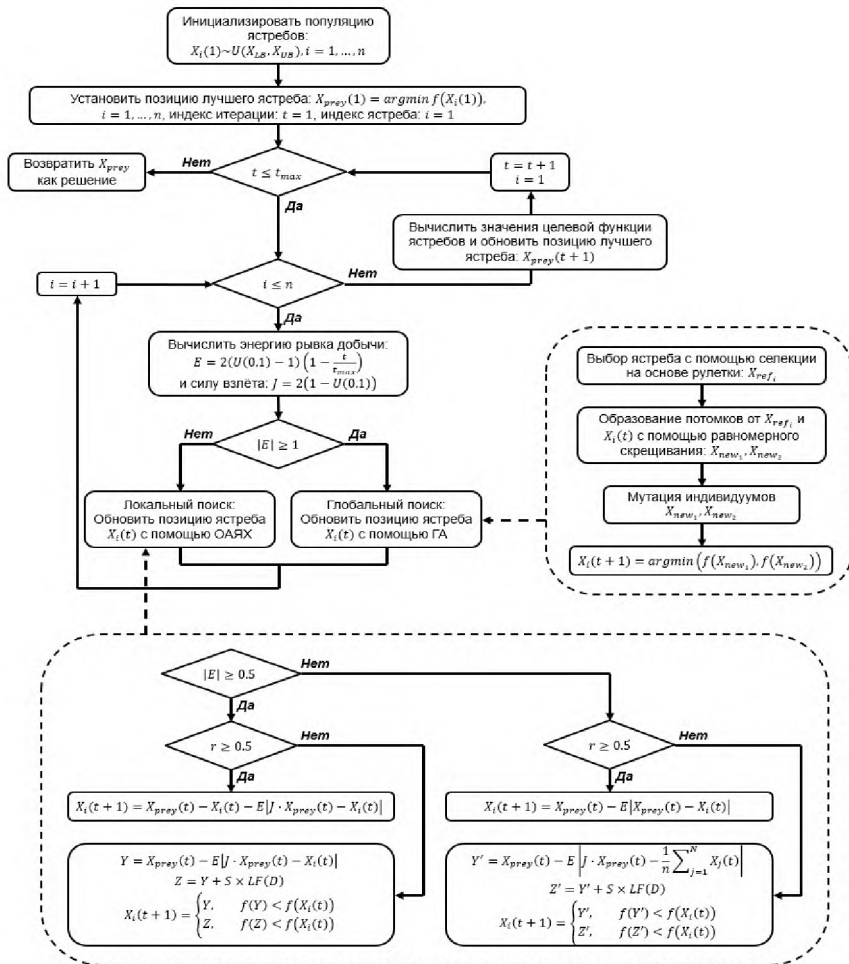 Инициализировать популяцию
ястребов:
X_i(1)~U(X_LB, X_UB), i = 1, ..., n
Установить позицию лучшего ястреба: X_prey(1) = argmin f(X_i(1)),
i = 1, ..., n, индекс итерации: t = 1, индекс ястреба: i = 1
Возвратить X_prey
как решение
Нет
t ≤ t_max
t = t + 1
i = 1
Да
Вычислить значения целевой функции
ястребов и обновить позицию лучшего
ястреба: X_prey(t + 1)
i = i + 1
i ≤ n
Нет
Да
Вычислить энергию рывка добычи:
E = 2(U(0.1) − 1) (1 − t/t_max)
и силу взлёта: J = 2(1 − U(0.1))
Нет
|E| ≥ 1
Да
Локальный поиск:
Обновить позицию ястреба
X_i(t) с помощью ОАЯХ
Глобальный поиск:
Обновить позицию ястреба
X_i(t) с помощью ГА
Выбор ястреба с помощью селекции
на основе рулетки: X_ref_i
Образование потомков от X_ref_i и
X_i(t) с помощью равномерного
скрещивания: X_new_1, X_new_2
Мутация индивидуумов
X_new_1, X_new_2
X_i(t + 1) = argmin(f(X_new_1), f(X_new_2))
|E| ≥ 0.5
Нет
Да
r ≥ 0.5
Нет
Да
X_i(t + 1) = X_prey(t) − X_i(t) − E|J · X_prey(t) − X_i(t)|
Y = X_prey(t) − E|J · X_prey(t) − X_i(t)|
Z = Y + S × LF(D)
X_i(t + 1) = {Y, f(Y) < f(X_i(t))
Z, f(Z) < f(X_i(t))
r ≥ 0.5
Нет
Да
X_i(t + 1) = X_prey(t) − E|X_prey(t) − X_i(t)|
Y' = X_prey(t) − E |J · X_prey(t) − 1/n ∑_{j=1}^{N} X_j(t)|
Z' = Y' + S × LF(D)
X_i(t + 1) = {Y', f(Y') < f(X_i(t))
Z', f(Z') < f(X_i(t))